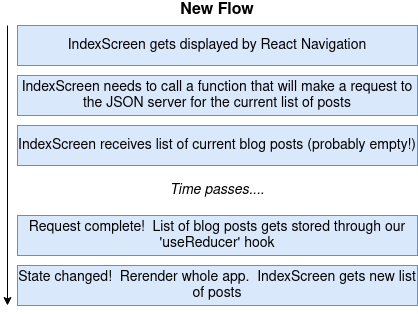 New Flow
IndexScreen gets displayed by React Navigation
IndexScreen needs to call a function that will make a request to
the JSON server for the current list of posts
IndexScreen receives list of current blog posts (probably empty!)
Time passes....
Request complete!  List of blog posts gets stored through our
'useReducer' hook
State changed!  Rerender whole app.  IndexScreen gets new list
of posts